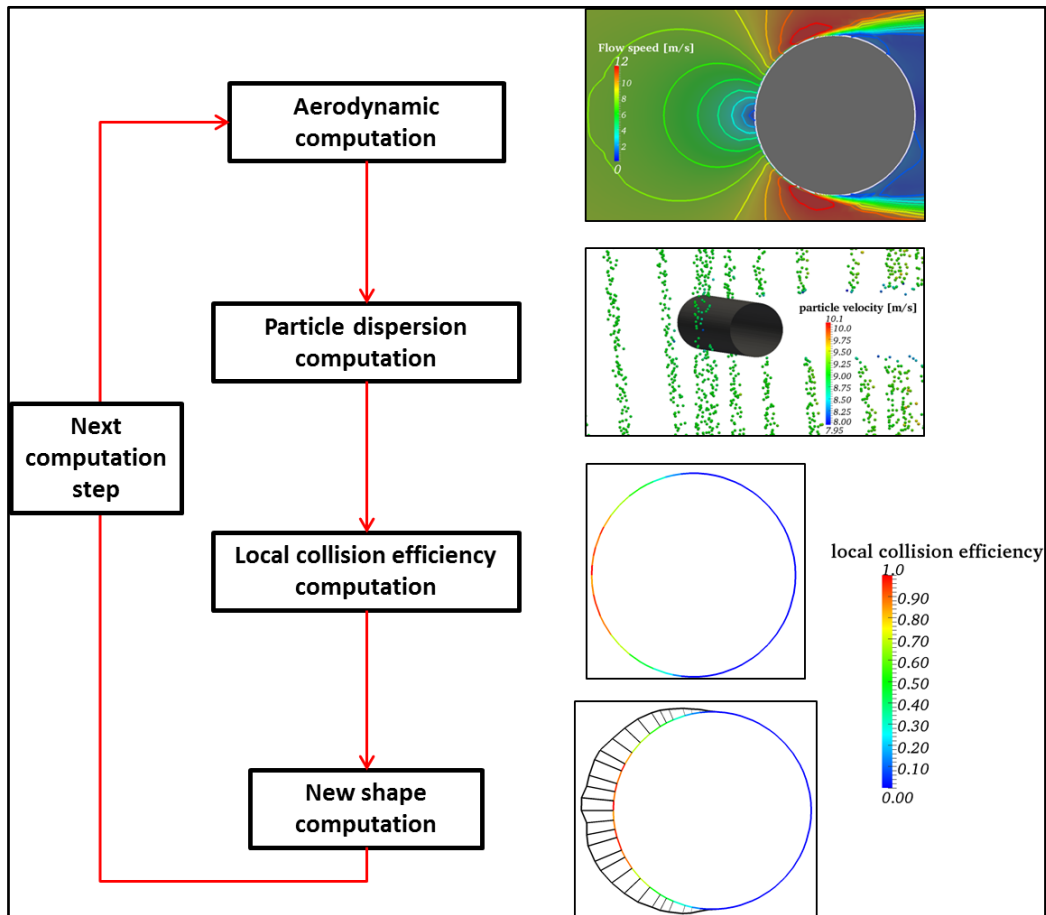 Aerodynamic
computation
Particle dispersion
computation
Next
computation
step
Local collision efficiency
computation
New shape
computation
Flow speed [m/s]
12
10
8
6
4
2
0
particle velocity [m/s]
10.1
10.0
9.75
9.50
9.25
9.00
8.75
8.50
8.25
8.00
7.95
local collision efficiency
1.0
0.90
0.80
0.70
0.60
0.50
0.40
0.30
0.20
0.10
0.00